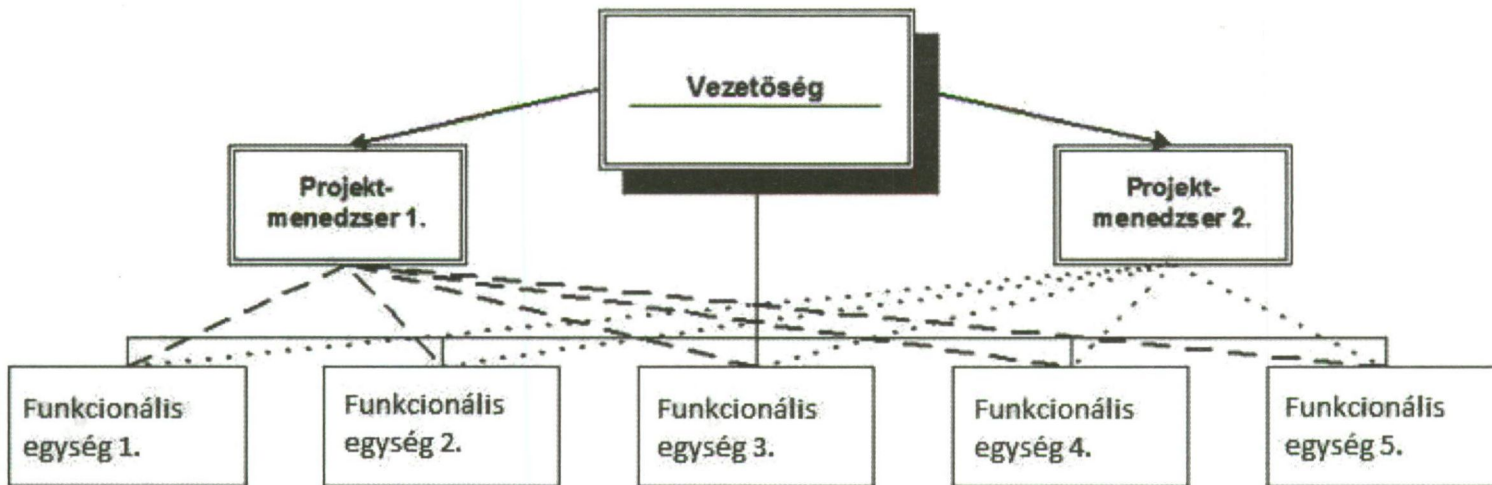 Vezetőség
Projekt-
menedzser 1.
Projekt-
menedzser 2.
Funkcionális
egység 1.
Funkcionális
egység 2.
Funkcionális
egység 3.
Funkcionális
egység 4.
Funkcionális
egység 5.